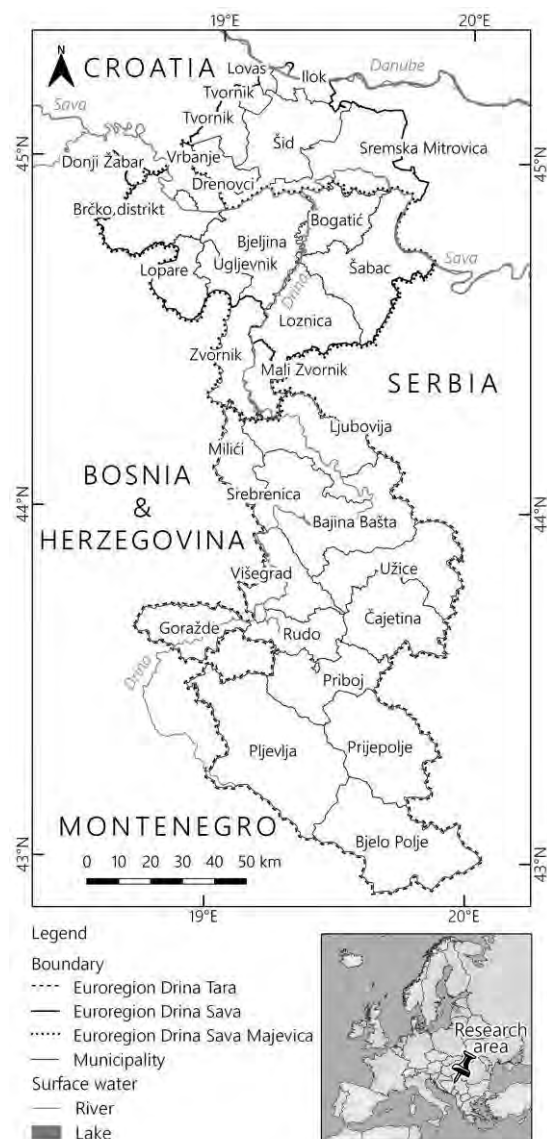 19°E
20°E
N
CROATIA
Lovas
Ilok
Danube
Tvornik
Sava
Tvornik
Šid
45°N
45°N
Donji Žabar
Vrbanje
Sremska Mitrovica
Drenovci
Brčko distrikt
Bogatić
Bjeljina
Sava
Lopare
Ugljevnik
Šabac
Drina
Loznica
Zvornik
Mali Zvornik
SERBIA
Ljubovija
Milići
BOSNIA
&
HERZEGOVINA
Srebrenica
44°N
44°N
Bajina Bašta
Višegrad
Užice
Čajetina
Goražde
Rudo
Drina
Priboj
Pljevlja
Prijepolje
MONTENEGRO
Bjelo Polje
43°N
43°N
0 10 20 30 40 50 km
19°E
20°E
Legend
Boundary
Euroregion Drina Tara
Euroregion Drina Sava
Euroregion Drina Sava Majevica
Municipality
Surface water
River
Lake
Research
area